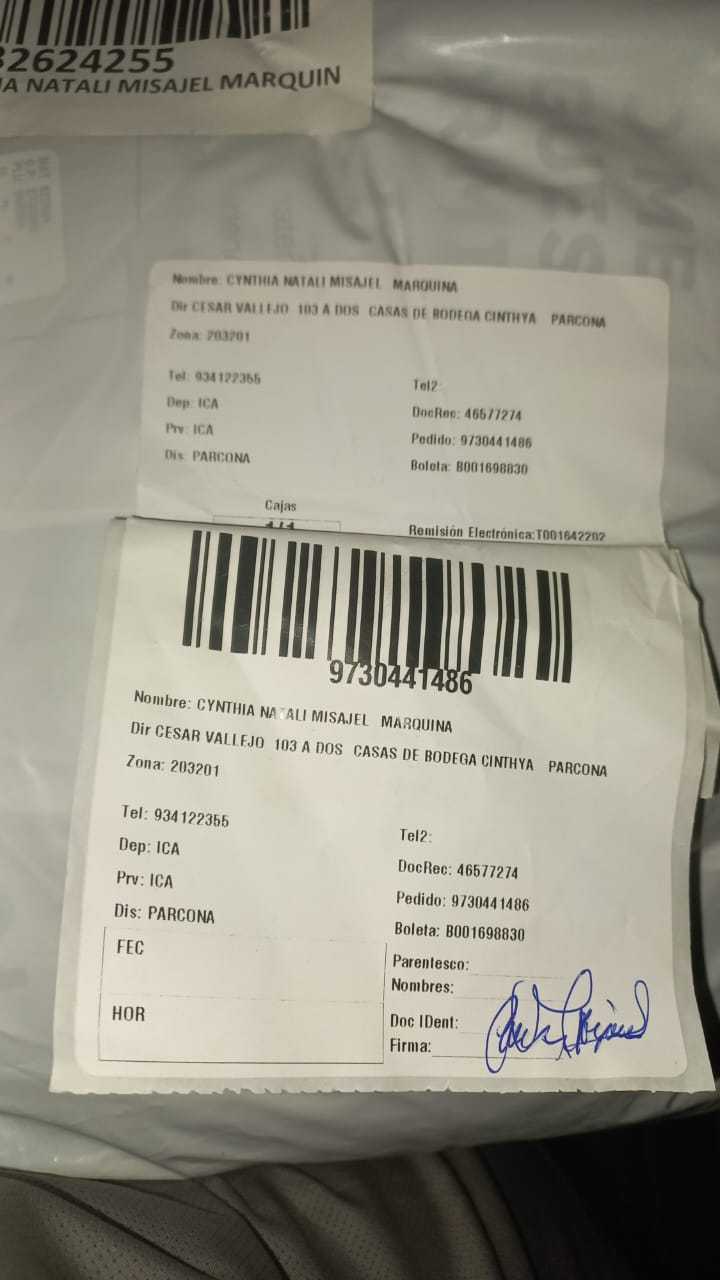 32624255
IA NATALI MISAJEL MARQUIN
Nombre: CYNTHIA NATALI MISAJEL MARQUINA
Dir CESAR VALLEJO 103 A DOS CASAS DE BODEGA CINTHYA PARCONA
Zona: 203201
Tel: 934122355
Tel2:
Dep: ICA
DocRec: 46577274
Prv: ICA
Pedido: 9730441486
Dis: PARCONA
Boleta: B001698830
Cajas
1/1
Remisión Electrónica:T001642202
9730441486
Nombre: CYNTHIA NATALI MISAJEL MARQUINA
Dir CESAR VALLEJO 103 A DOS CASAS DE BODEGA CINTHYA PARCONA
Zona: 203201
Tel: 934122355
Tel2:
Dep: ICA
DocRec: 46577274
Prv: ICA
Pedido: 9730441486
Dis: PARCONA
Boleta: B001698830
FEC
Parentesco:
Nombres:
HOR
Doc IDent:
Firma: